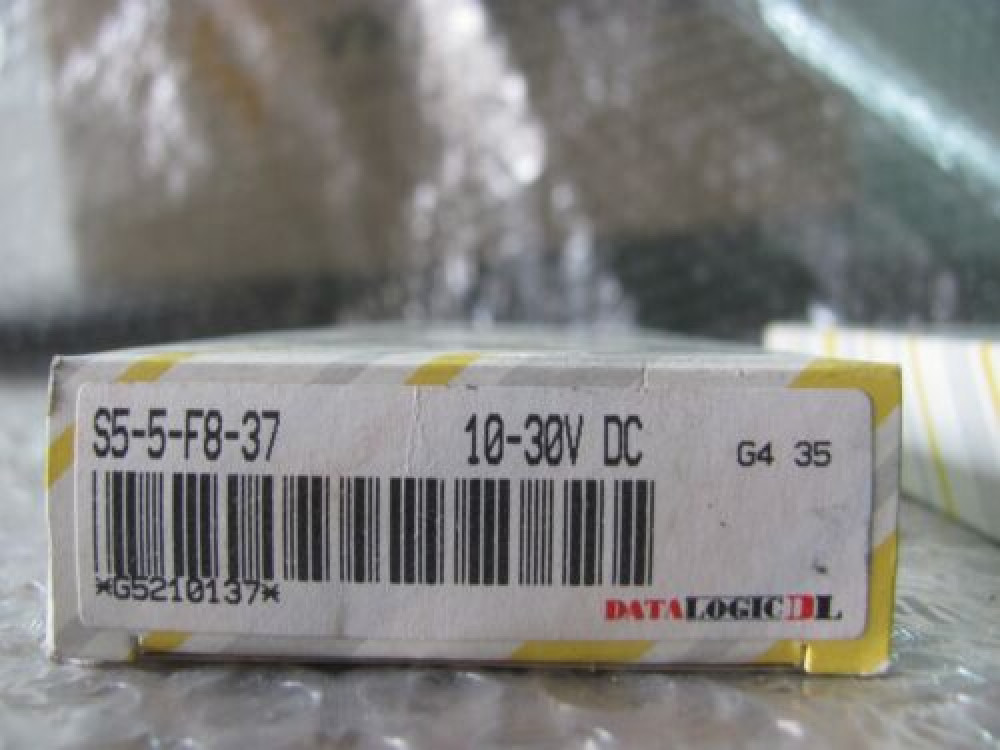 S5-5-F8-37 10-30V DC G4 35
*G5210137*
DATALOGIC DL